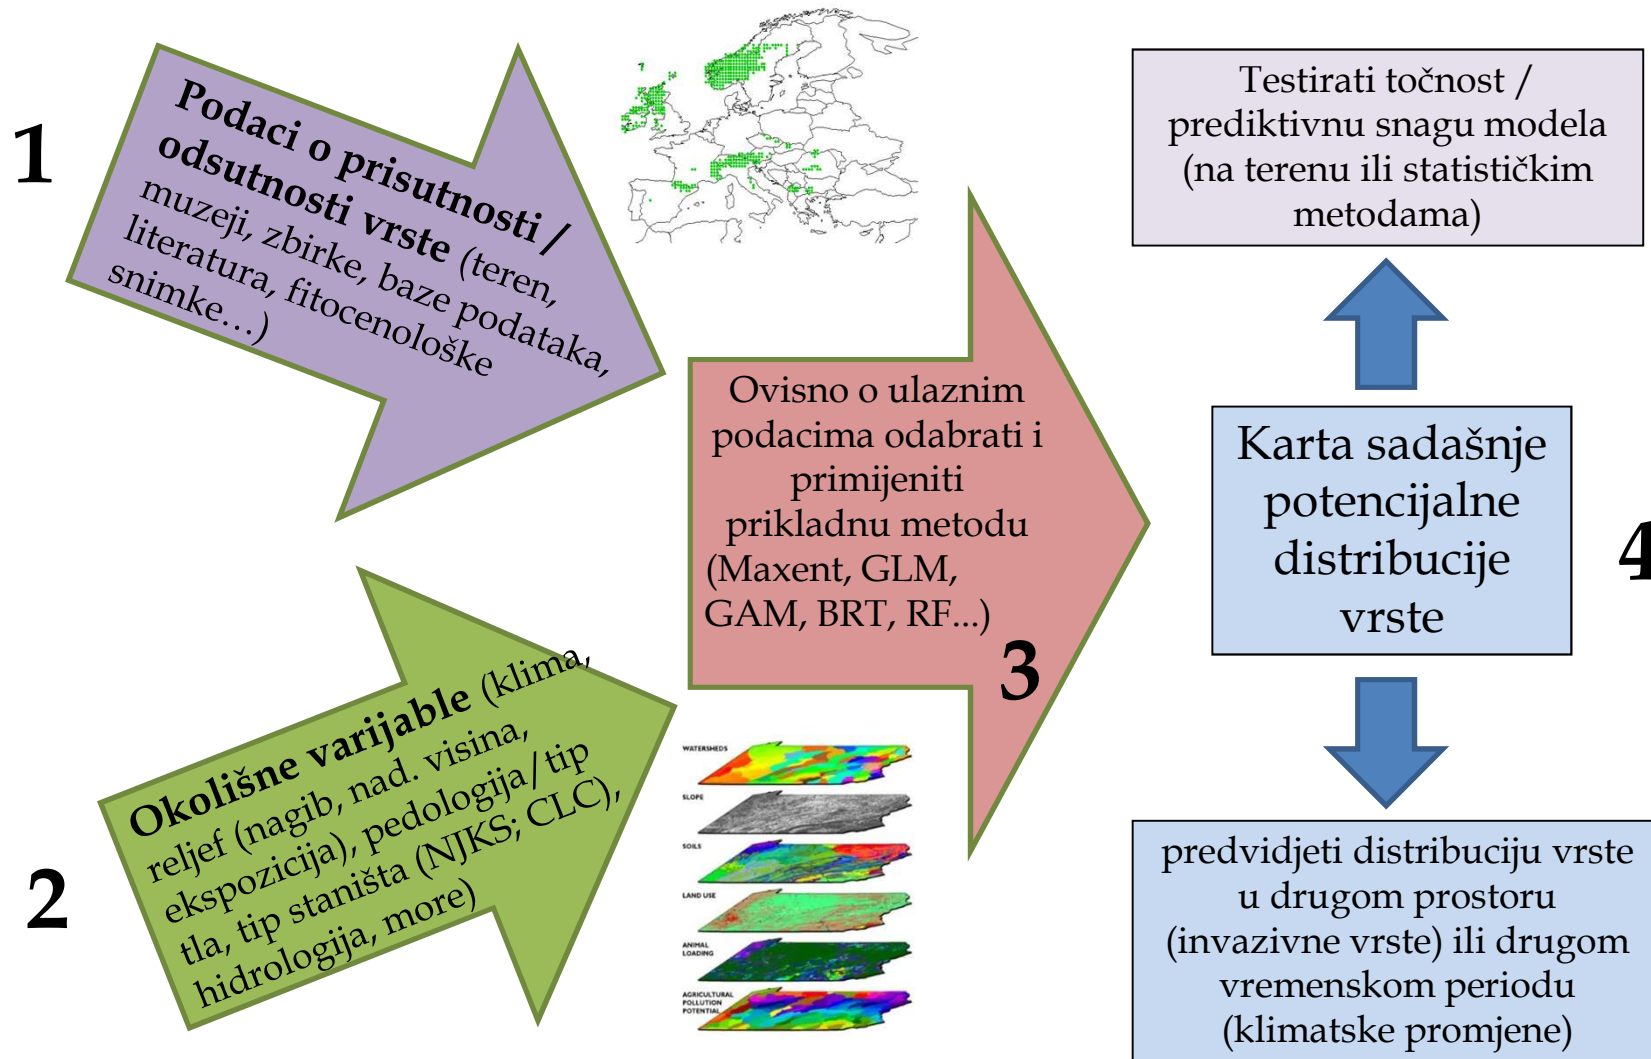 1
Podaci o prisutnosti /
odsutnosti vrste (teren,
muzeji, zbirke, baze podataka,
literatura, fitocenološke
snimke...)
2
Okolišne varijable (klima,
reljef (nagib, nad. visina,
ekspozicija), pedologija/tip
tla, tip staništa (NJKS; CLC),
hidrologija, more)
Ovisno o ulaznim
podacima odabrati i
primijeniti
prikladnu metodu
(Maxent, GLM,
GAM, BRT, RF...)
3
WATERSHEDS
SLOPE
SOILS
LAND USE
ANIMAL
LOADING
AGRICULTURAL
POLLUTION
POTENTIAL
Testirati točnost /
prediktivnu snagu modela
(na terenu ili statističkim
metodama)
Karta sadašnje
potencijalne
distribucije
vrste
4
predvidjeti distribuciju vrste
u drugom prostoru
(invazivne vrste) ili drugom
vremenskom periodu
(klimatske promjene)